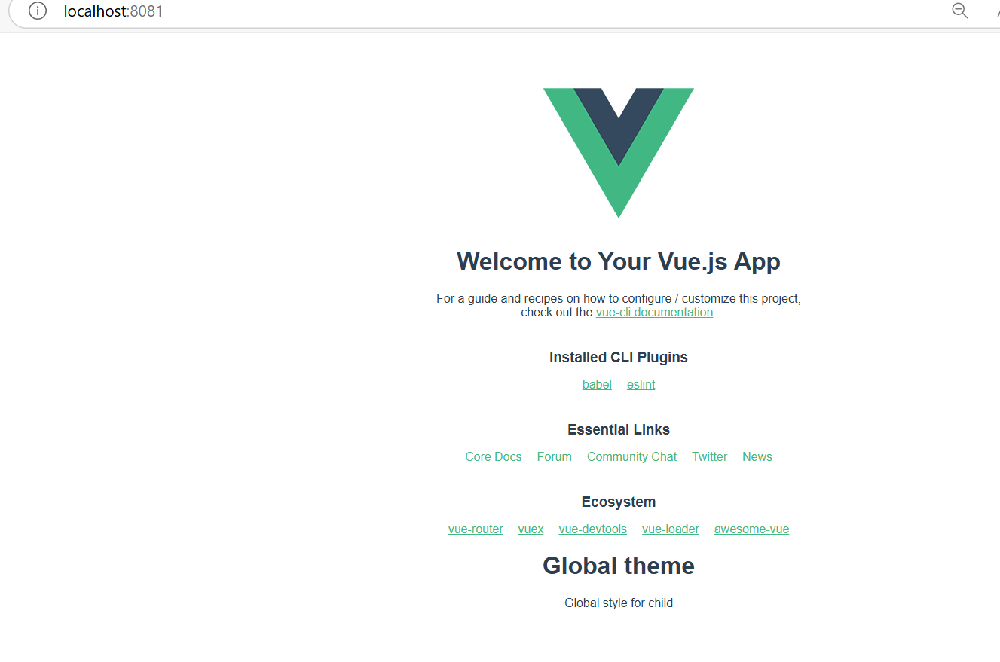 localhost:8081
Welcome to Your Vue.js App
For a guide and recipes on how to configure / customize this project,
check out the vue-cli documentation.
Installed CLI Plugins
babel eslint
Essential Links
Core Docs Forum Community Chat Twitter News
Ecosystem
vue-router vuex vue-devtools vue-loader awesome-vue
Global theme
Global style for child